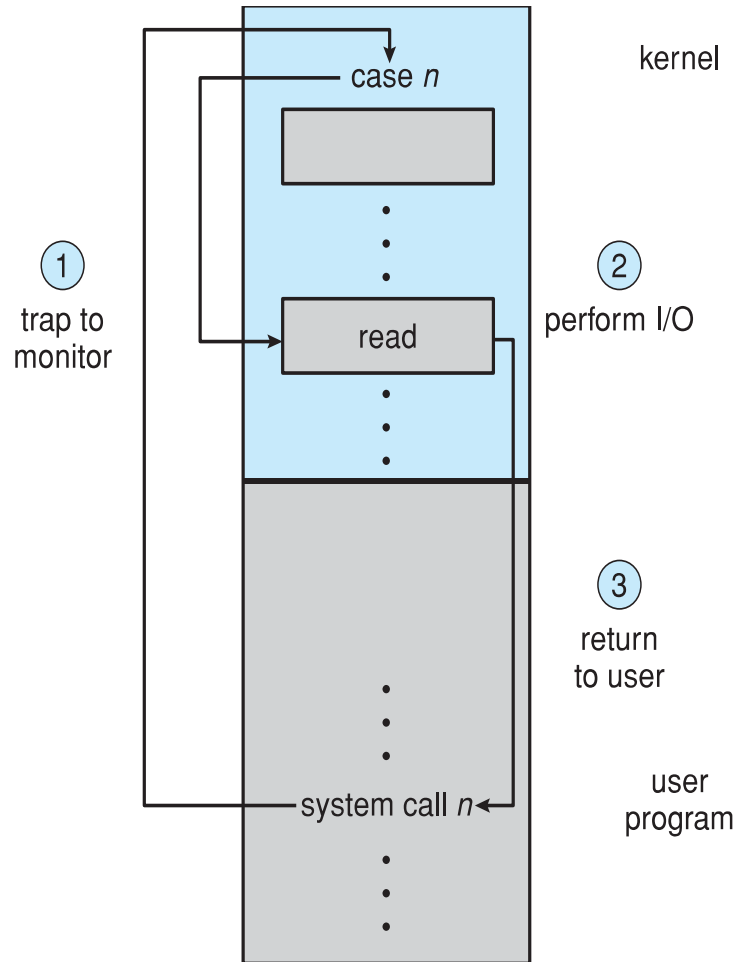 kernel
case n
1
trap to
monitor
2
perform I/O
read
3
return
to user
system call n
user
program